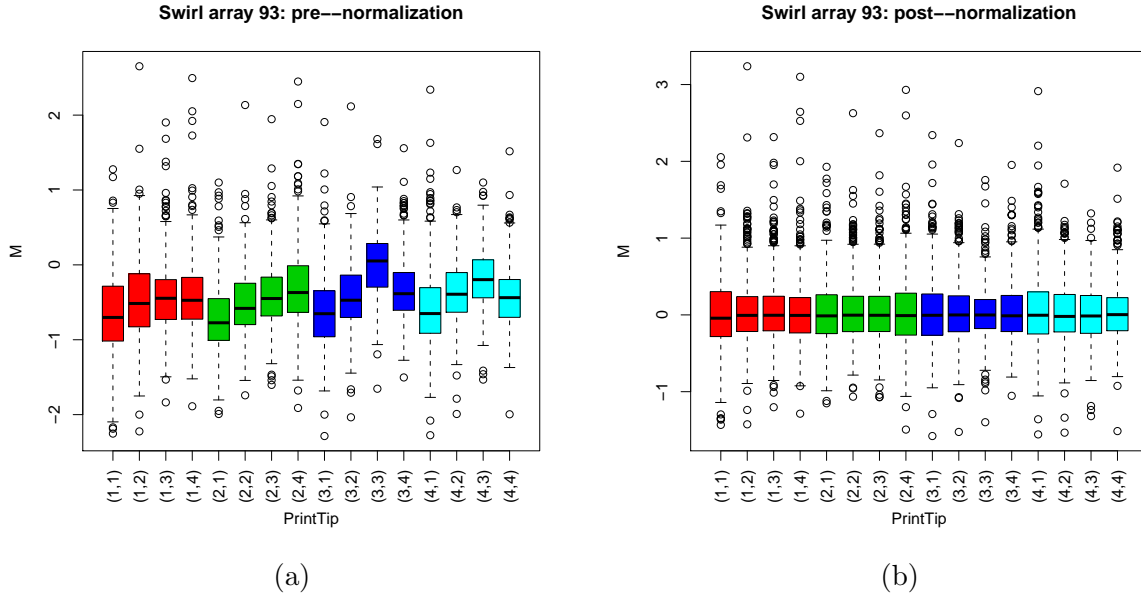 Swirl array 93: pre−−normalization
M
2
1
0
−1
−2
(1,1) (1,2) (1,3) (1,4) (2,1) (2,2) (2,3) (2,4) (3,1) (3,2) (3,3) (3,4) (4,1) (4,2) (4,3) (4,4)
PrintTip
(a)
Swirl array 93: post−−normalization
M
3
2
1
0
−1
(1,1) (1,2) (1,3) (1,4) (2,1) (2,2) (2,3) (2,4) (3,1) (3,2) (3,3) (3,4) (4,1) (4,2) (4,3) (4,4)
PrintTip
(b)